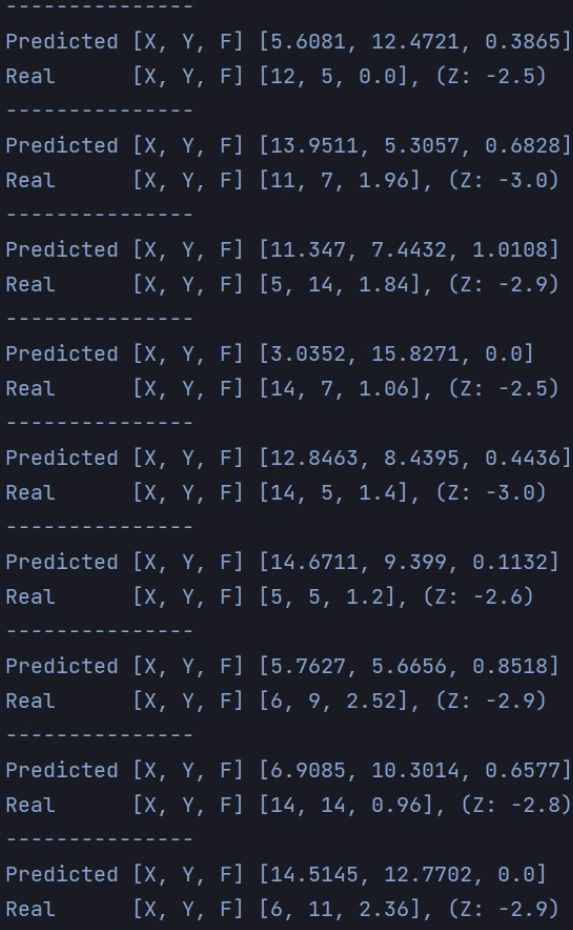 ---------------
Predicted [X, Y, F] [5.6081, 12.4721, 0.3865]
Real      [X, Y, F] [12, 5, 0.0], (Z: -2.5)
---------------
Predicted [X, Y, F] [13.9511, 5.3057, 0.6828]
Real      [X, Y, F] [11, 7, 1.96], (Z: -3.0)
---------------
Predicted [X, Y, F] [11.347, 7.4432, 1.0108]
Real      [X, Y, F] [5, 14, 1.84], (Z: -2.9)
---------------
Predicted [X, Y, F] [3.0352, 15.8271, 0.0]
Real      [X, Y, F] [14, 7, 1.06], (Z: -2.5)
---------------
Predicted [X, Y, F] [12.8463, 8.4395, 0.4436]
Real      [X, Y, F] [14, 5, 1.4], (Z: -3.0)
---------------
Predicted [X, Y, F] [14.6711, 9.399, 0.1132]
Real      [X, Y, F] [5, 5, 1.2], (Z: -2.6)
---------------
Predicted [X, Y, F] [5.7627, 5.6656, 0.8518]
Real      [X, Y, F] [6, 9, 2.52], (Z: -2.9)
---------------
Predicted [X, Y, F] [6.9085, 10.3014, 0.6577]
Real      [X, Y, F] [14, 14, 0.96], (Z: -2.8)
---------------
Predicted [X, Y, F] [14.5145, 12.7702, 0.0]
Real      [X, Y, F] [6, 11, 2.36], (Z: -2.9)